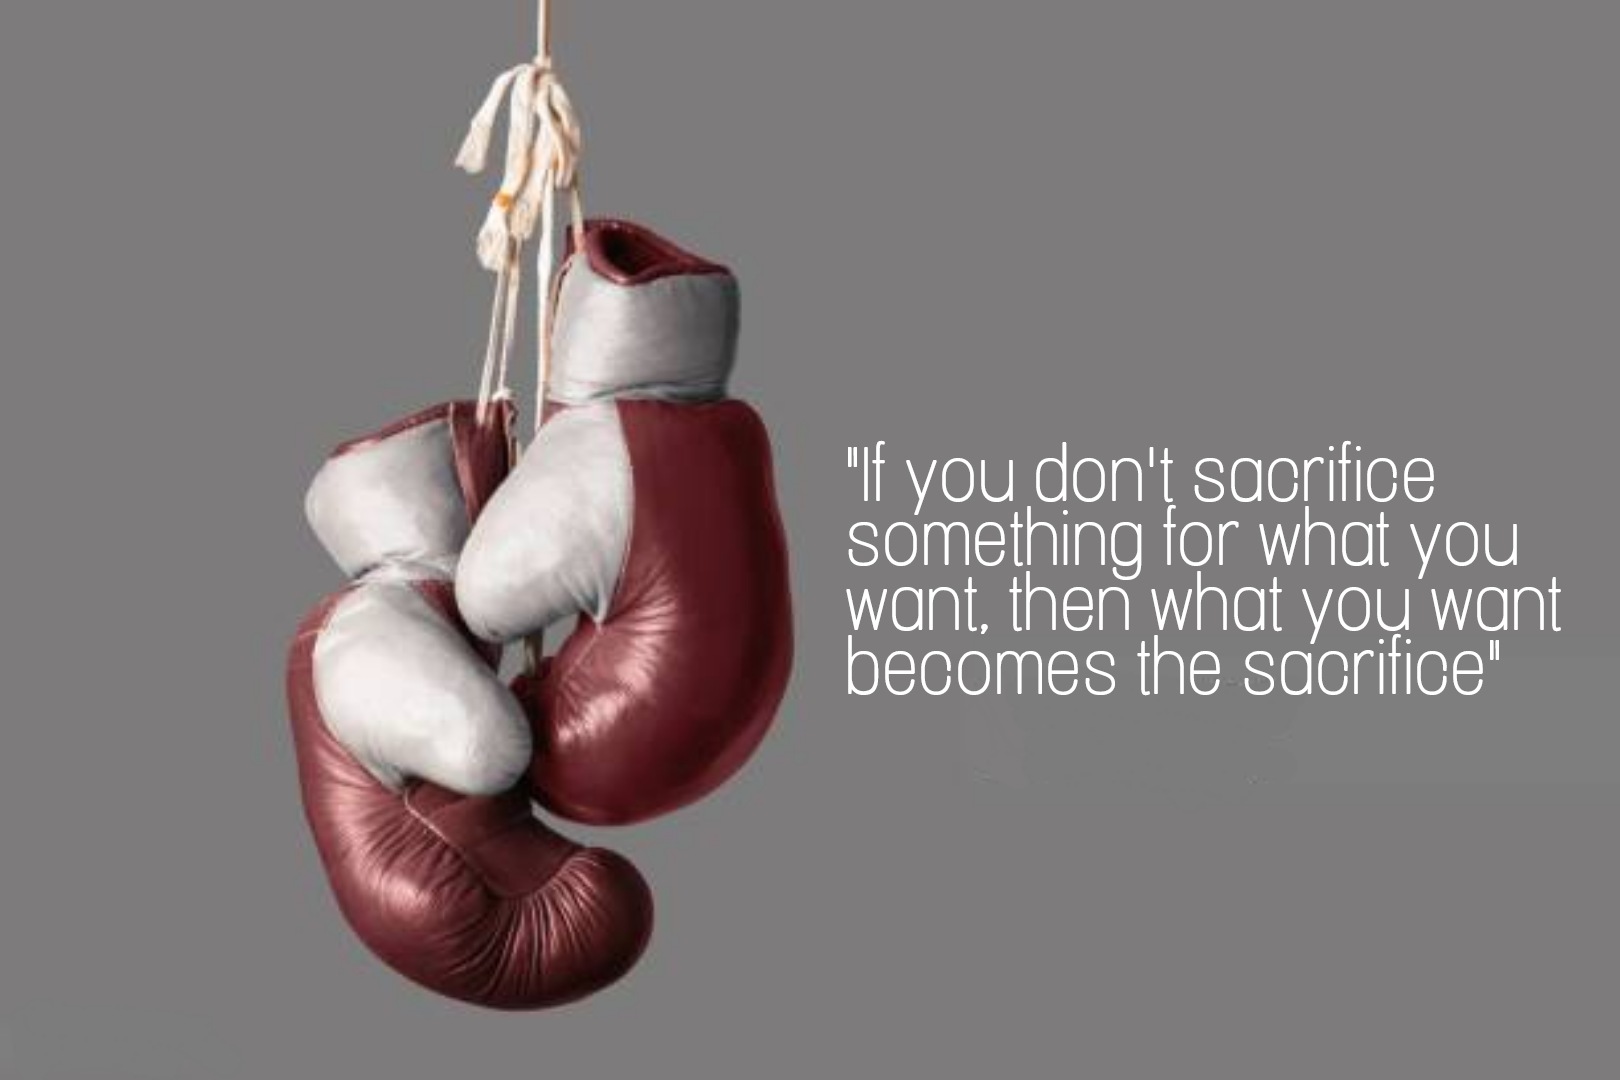 "If you don't sacrifice
something for what you
want, then what you want
becomes the sacrifice"